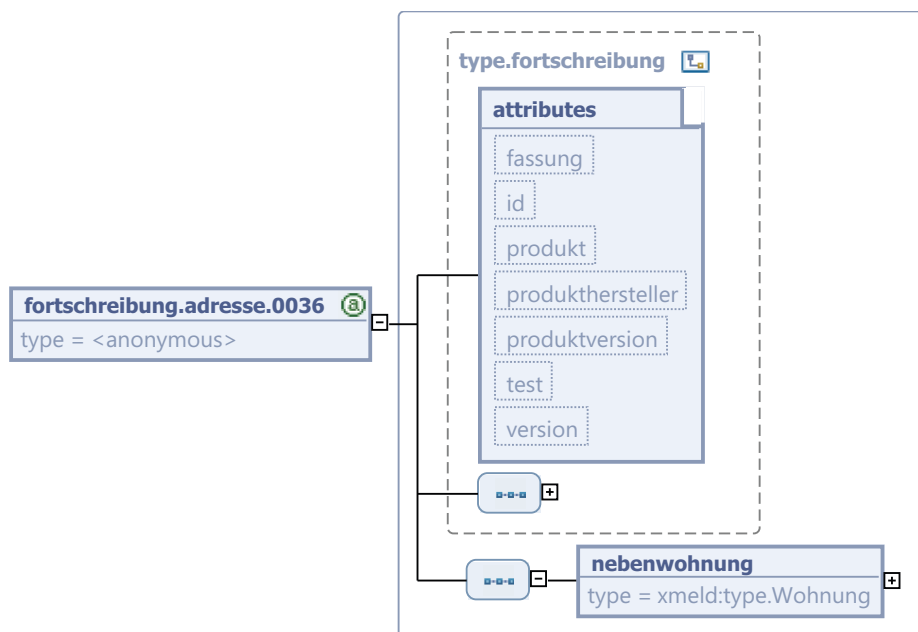 type.fortschreibung
attributes
fassung
id
produkt
produkthersteller
produktversion
test
version
fortschreibung.adresse.0036 @
type = <anonymous>
nebenwohnung
type = xmeld:type.Wohnung